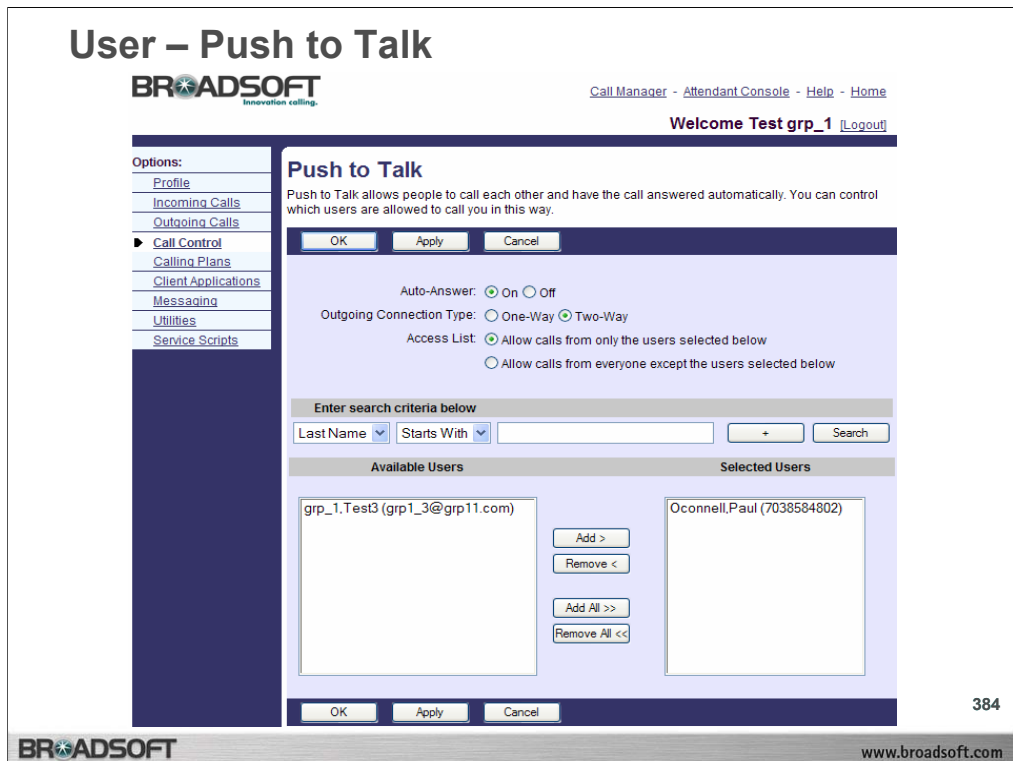 User – Push to Talk
BROADSOFT
Innovation calling.
Call Manager - Attendant Console - Help - Home
Welcome Test grp_1 [Logout]
Options:
Profile
Incoming Calls
Outgoing Calls
Call Control
Calling Plans
Client Applications
Messaging
Utilities
Service Scripts
Push to Talk
Push to Talk allows people to call each other and have the call answered automatically. You can control
which users are allowed to call you in this way.
OK Apply Cancel
Auto-Answer: On Off
Outgoing Connection Type: One-Way Two-Way
Access List: Allow calls from only the users selected below
Allow calls from everyone except the users selected below
Enter search criteria below
Last Name Starts With + Search
Available Users Selected Users
grp_1,Test3 (grp1_3@grp11.com) Oconnell,Paul (7038584802)
Add >
Remove <
Add All >>
Remove All <<
OK Apply Cancel
384
BROADSOFT www.broadsoft.com